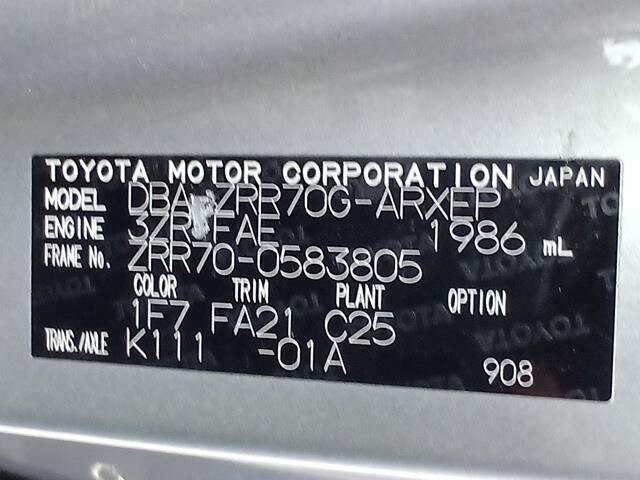 TOYOTA MOTOR CORPORATION JAPAN
MODEL DBA-ZRR70G-ARXEP
ENGINE 3ZR-FAE 1986 mL
FRAME No. ZRR70-0583805
COLOR TRIM PLANT OPTION
1F7 FA21 C25
TRANS./AXLE K111 -01A
908